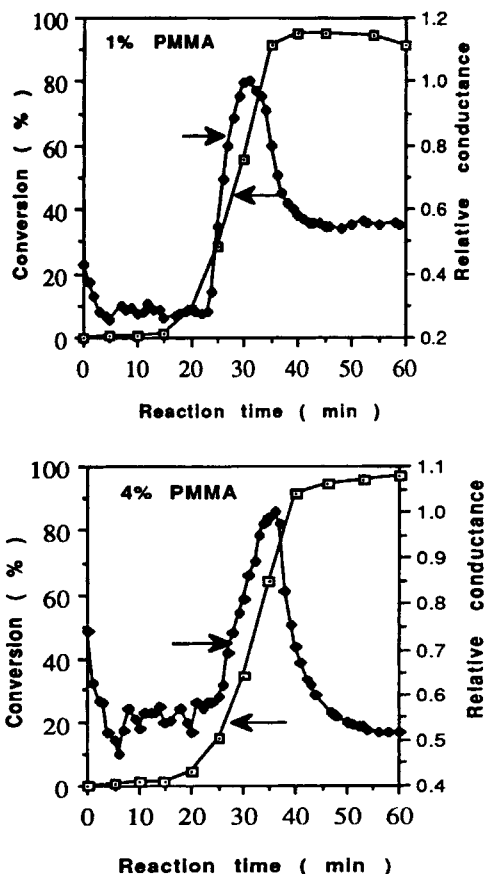 1% PMMA
Conversion ( % )
100
80
60
40
20
0
1.2
1.0
0.8
0.6
0.4
0.2
Relative conductance
0 10 20 30 40 50 60
Reaction time ( min )
4% PMMA
Conversion ( % )
100
80
60
40
20
0
1.1
1.0
0.9
0.8
0.7
0.6
0.5
0.4
Relative conductance
0 10 20 30 40 50 60
Reaction time ( min )